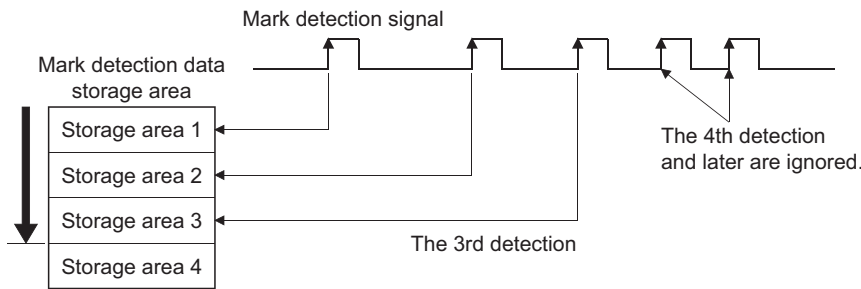 Mark detection signal
Mark detection data
storage area
Storage area 1
Storage area 2
Storage area 3
Storage area 4
The 3rd detection
The 4th detection
and later are ignored.